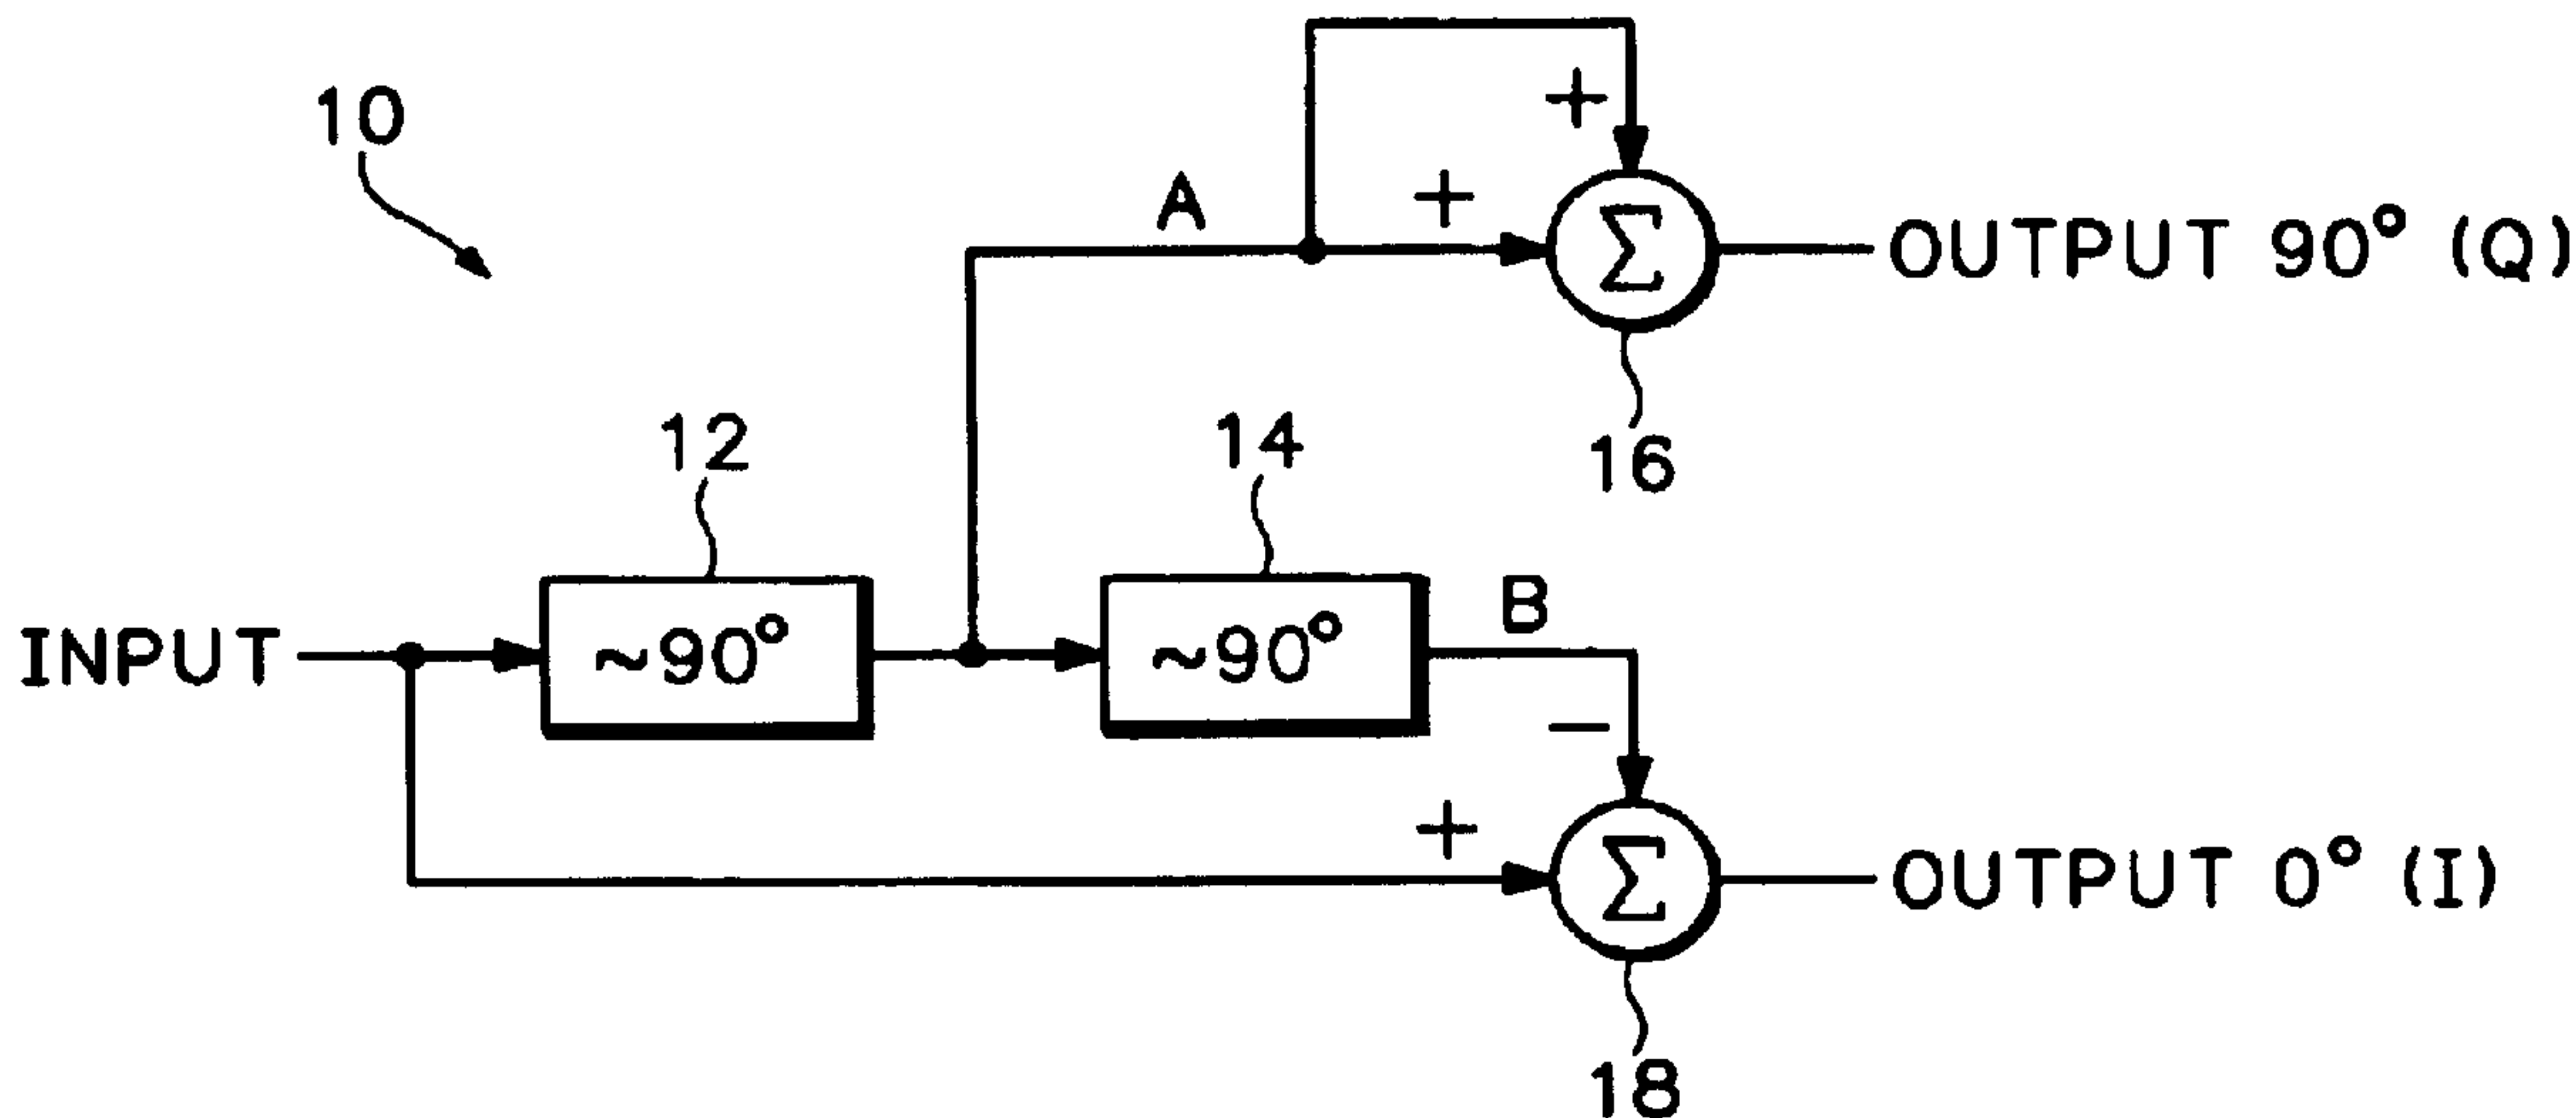 10
+
A
+
Σ
OUTPUT 90° (Q)
12
14
16
INPUT
~90°
~90°
B
−
+
Σ
OUTPUT 0° (I)
18